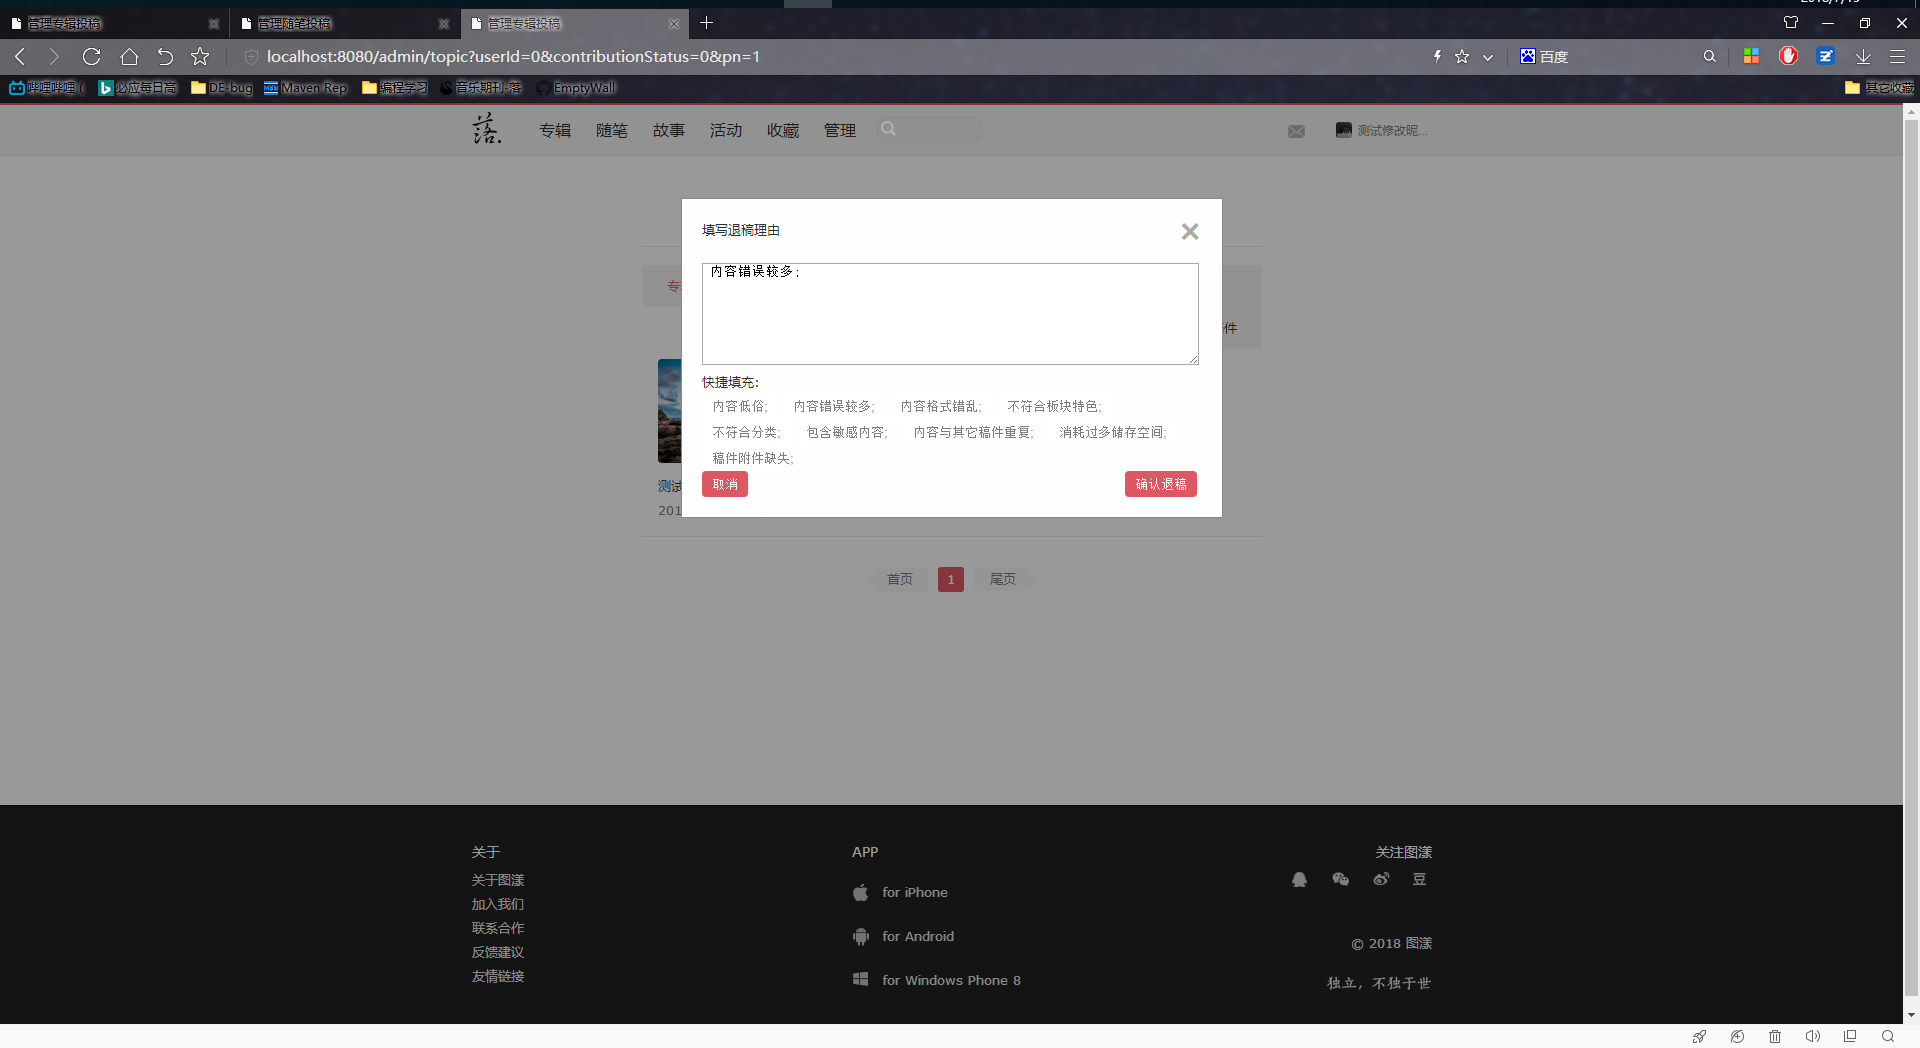 管理专辑投稿 管理随笔投稿 管理专辑投稿
localhost:8080/admin/topic?userId=0&contributionStatus=0&pn=1 百度
哔哩哔哩 ( 必应每日高 DE-bug Maven Rep 编程学习 音乐期刊-落 EmptyWall 其它收藏
落. 专辑 随笔 故事 活动 收藏 管理 测试修改昵...
填写退稿理由
专
内容错误较多;
件
快捷填充:
内容低俗; 内容错误较多; 内容格式错乱; 不符合板块特色;
不符合分类; 包含敏感内容; 内容与其它稿件重复; 消耗过多储存空间;
稿件附件缺失;
测试 取消 确认退稿
201
首页 1 尾页
关于 APP 关注图漾
关于图漾
加入我们 for iPhone 豆
联系合作
反馈建议 for Android © 2018 图漾
友情链接 for Windows Phone 8 独立，不独于世